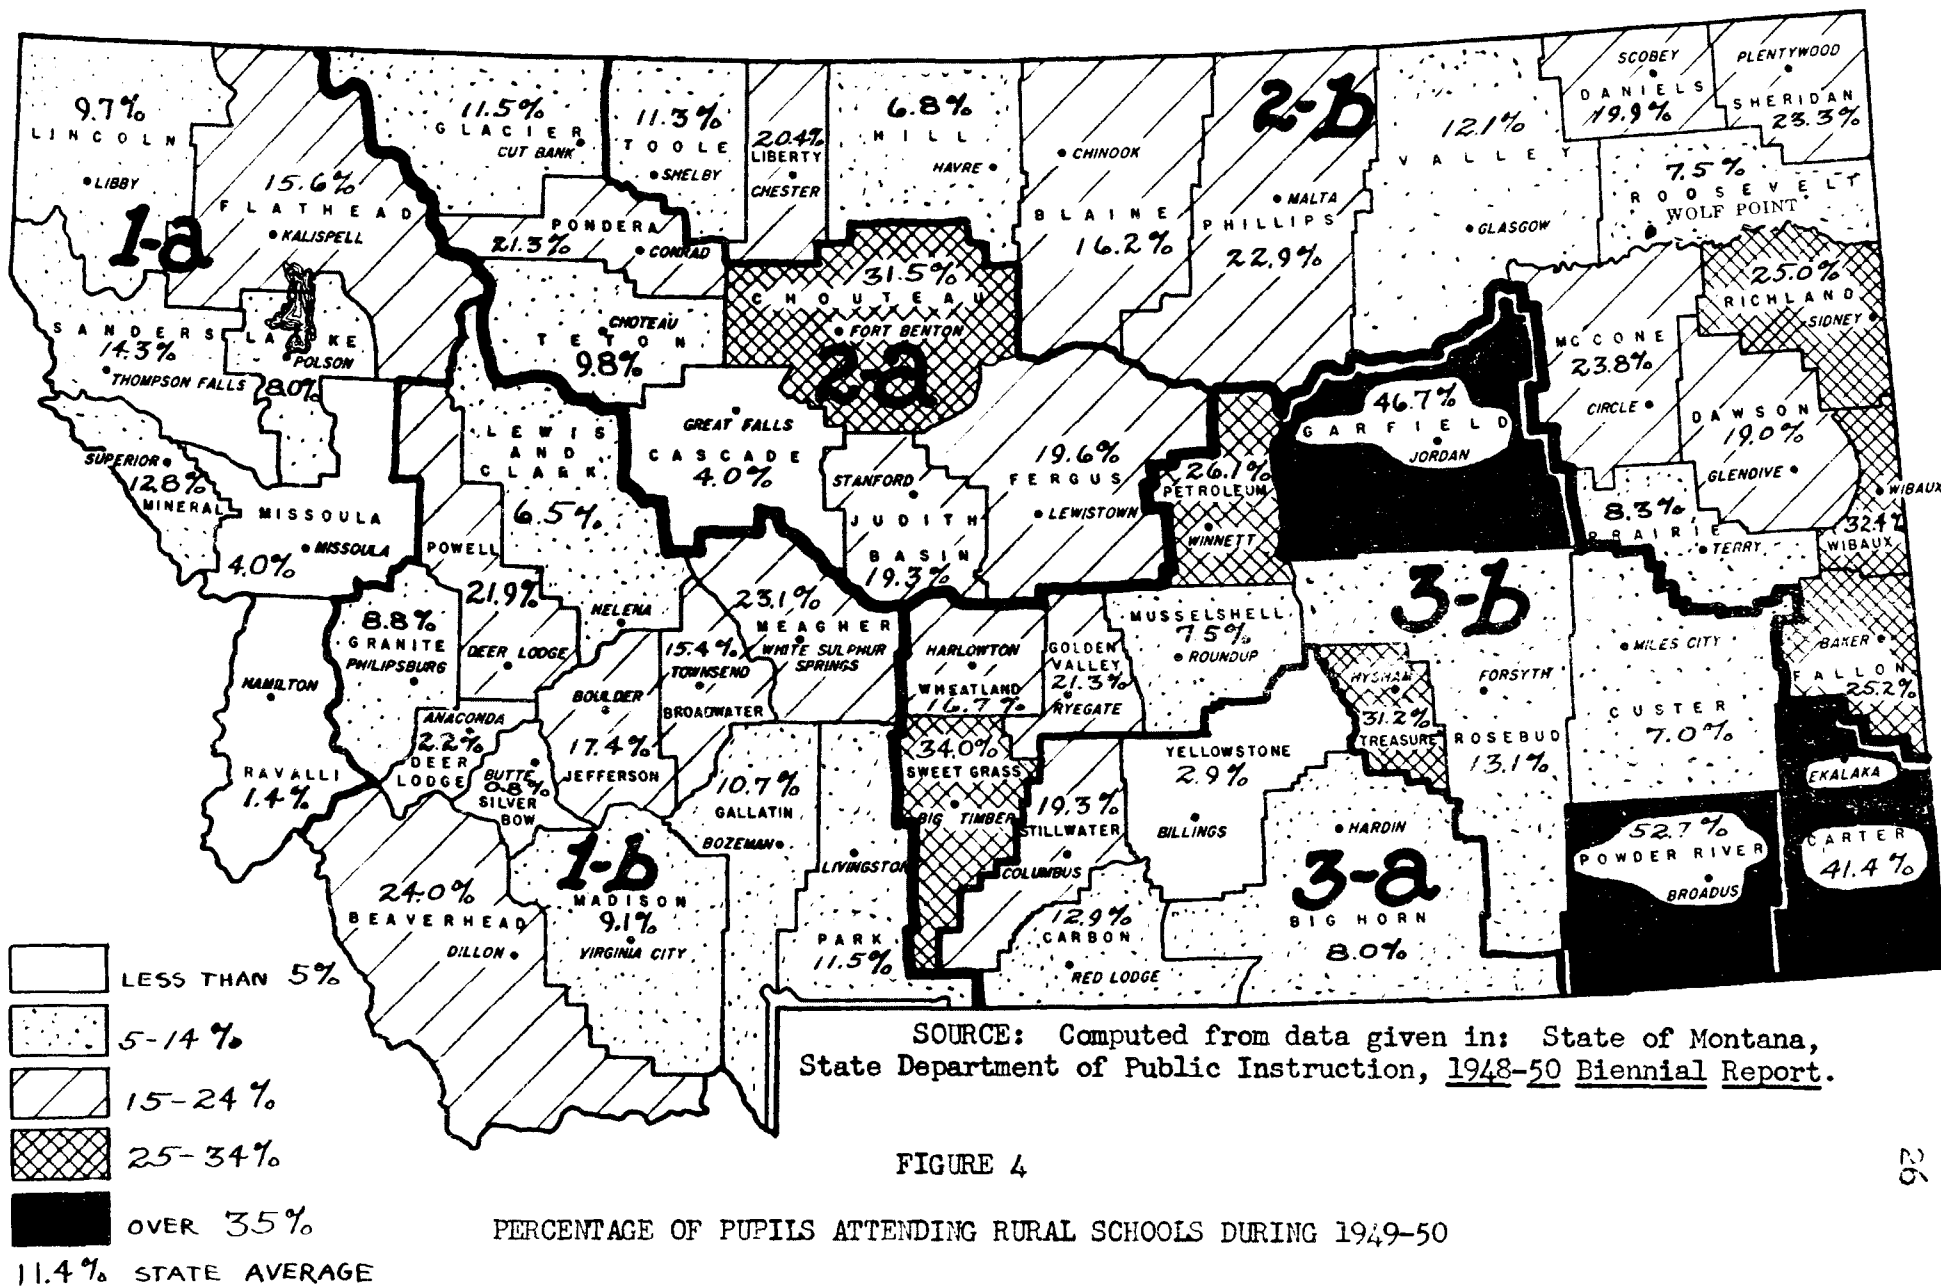 9.7%
LINCOLN
LIBBY
1-a
15.6%
FLATHEAD
KALISPELL
11.5%
GLACIER
CUT BANK
11.3%
TOOLE
SHELBY
20.4%
LIBERTY
CHESTER
6.8%
HILL
HAVRE
CHINOOK
BLAINE
16.2%
2-b
MALTA
PHILLIPS
22.9%
12.1%
VALLEY
GLASGOW
SCOBEY
DANIELS
19.9%
PLENTYWOOD
SHERIDAN
23.3%
7.5%
ROOSEVELT
WOLF POINT
PONDERA
21.3%
CONRAD
SANDERS
14.3%
THOMPSON FALLS
LAKE
POLSON
8.0%
CHOTEAU
TETON
9.8%
31.5%
CHOUTEAU
FORT BENTON
2-a
25.0%
RICHLAND
SIDNEY
MCCONE
23.8%
CIRCLE
DAWSON
19.0%
GLENDIVE
WIBAUX
32.4%
WIBAUX
46.7%
GARFIELD
JORDAN
SUPERIOR
12.8%
MINERAL
MISSOULA
MISSOULA
4.0%
LEWIS
AND
CLARK
6.5%
HELENA
GREAT FALLS
CASCADE
4.0%
STANFORD
JUDITH
BASIN
19.3%
19.6%
FERGUS
LEWISTOWN
26.1%
PETROLEUM
WINNETT
8.3%
PRAIRIE
TERRY
POWELL
21.9%
DEER LODGE
8.8%
GRANITE
PHILIPSBURG
HAMILTON
RAVALLI
1.4%
ANACONDA
2.2%
DEER
LODGE
BUTTE
0.8%
SILVER
BOW
BOULDER
17.4%
JEFFERSON
15.4%
TOWNSEND
BROADWATER
23.1%
MEAGHER
WHITE SULPHUR
SPRINGS
HARLOWTON
WHEATLAND
16.7%
GOLDEN
VALLEY
21.3%
RYEGATE
MUSSELSHELL
7.5%
ROUNDUP
3-b
HYSHAM
31.2%
TREASURE
FORSYTH
ROSEBUD
13.1%
MILES CITY
CUSTER
7.0%
BAKER
FALLON
25.2%
EKALAKA
CARTER
41.4%
52.7%
POWDER RIVER
BROADUS
24.0%
BEAVERHEAD
DILLON
1-b
MADISON
9.1%
VIRGINIA CITY
10.7%
GALLATIN
BOZEMAN
LIVINGSTON
PARK
11.5%
34.0%
SWEET GRASS
BIG TIMBER
19.3%
STILLWATER
COLUMBUS
YELLOWSTONE
2.9%
BILLINGS
12.9%
CARBON
RED LODGE
HARDIN
3-a
BIG HORN
8.0%
LESS THAN 5%
5-14%
15-24%
25-34%
OVER 35%
11.4% STATE AVERAGE
SOURCE: Computed from data given in: State of Montana,
State Department of Public Instruction, 1948-50 Biennial Report.
FIGURE 4
PERCENTAGE OF PUPILS ATTENDING RURAL SCHOOLS DURING 1949-50
26